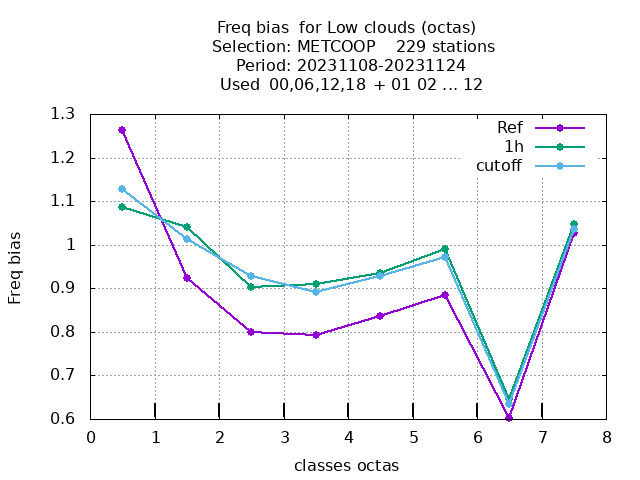 Freq bias  for Low clouds (octas)
Selection: METCOOP    229 stations
Period: 20231108-20231124
Used  00,06,12,18  + 01 02 ... 12
Ref
1h
cutoff
Freq bias
1.3
1.2
1.1
1
0.9
0.8
0.7
0.6
0 1 2 3 4 5 6 7 8
classes octas